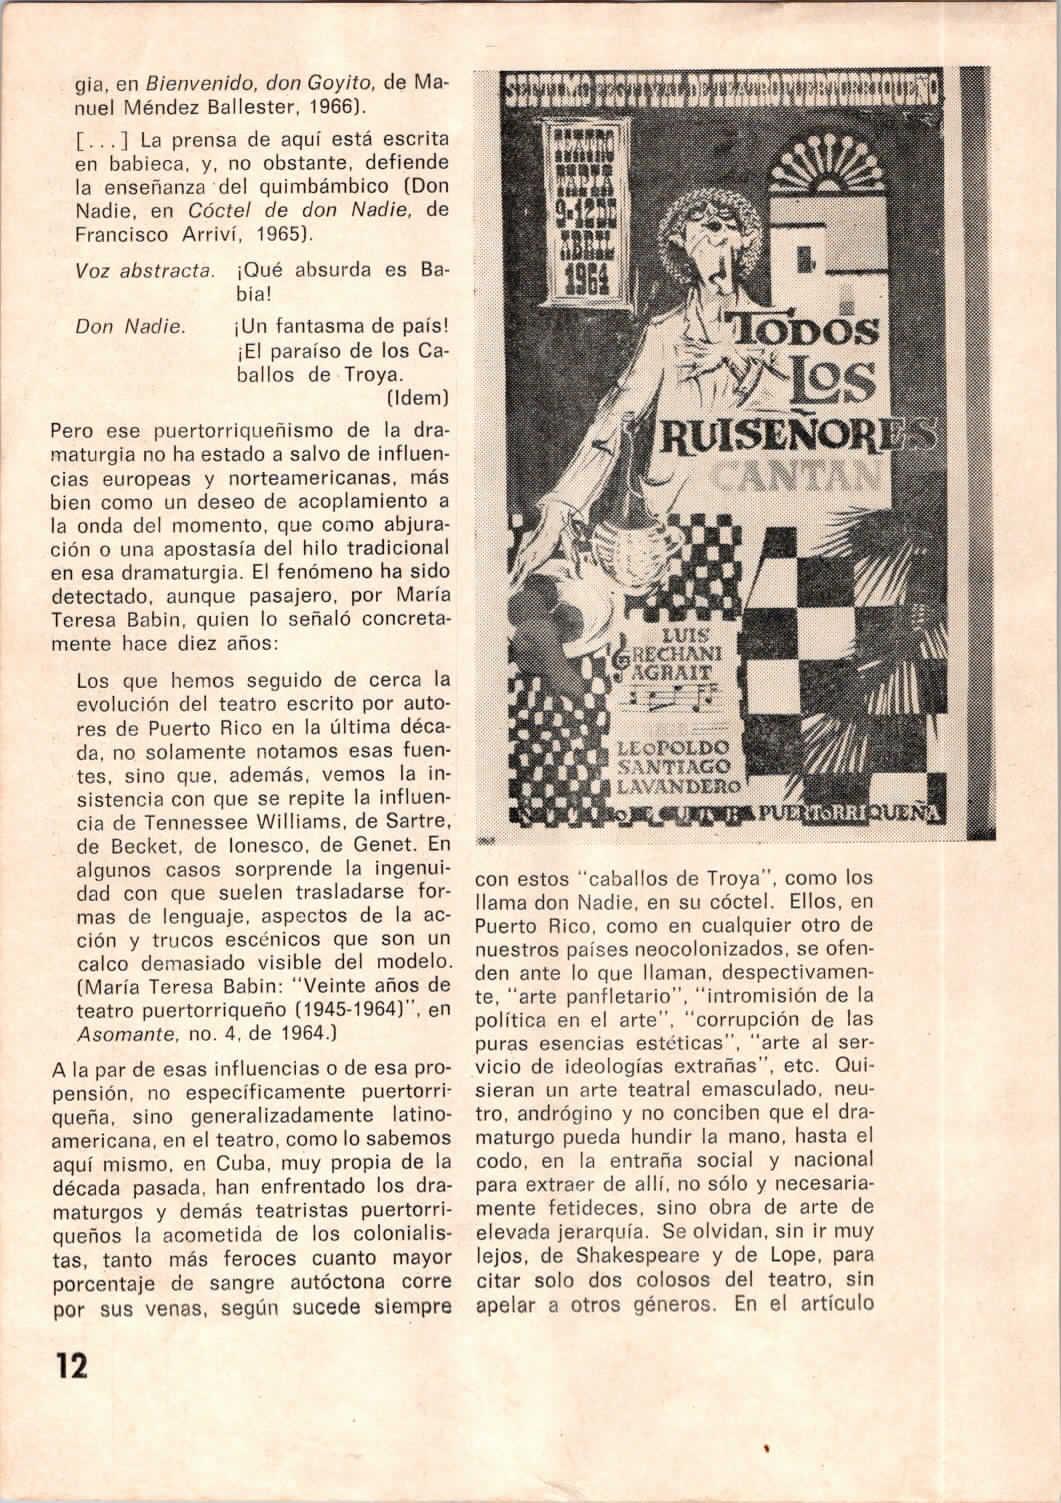 gia, en Bienvenido, don Goyito, de Ma-
nuel Méndez Ballester, 1966).
[...] La prensa de aquí está escrita
en babieca, y, no obstante, defiende
la enseñanza del quimbámbico (Don
Nadie, en Cóctel de don Nadie, de
Francisco Arriví, 1965).
Voz abstracta. ¡Qué absurda es Ba-
bia!
Don Nadie. ¡Un fantasma de país!
¡El paraíso de los Ca-
ballos de Troya.
(Idem)
Pero ese puertorriqueñismo de la dra-
maturgia no ha estado a salvo de influen-
cias europeas y norteamericanas, más
bien como un deseo de acoplamiento a
la onda del momento, que como abjura-
ción o una apostasía del hilo tradicional
en esa dramaturgia. El fenómeno ha sido
detectado, aunque pasajero, por María
Teresa Babin, quien lo señaló concreta-
mente hace diez años:
Los que hemos seguido de cerca la
evolución del teatro escrito por auto-
res de Puerto Rico en la última déca-
da, no solamente notamos esas fuen-
tes, sino que, además, vemos la in-
sistencia con que se repite la influen-
cia de Tennessee Williams, de Sartre,
de Becket, de Ionesco, de Genet. En
algunos casos sorprende la ingenui-
dad con que suelen trasladarse for-
mas de lenguaje, aspectos de la ac-
ción y trucos escénicos que son un
calco demasiado visible del modelo.
(María Teresa Babin: "Veinte años de
teatro puertorriqueño (1945-1964)", en
Asomante, no. 4, de 1964.)
A la par de esas influencias o de esa pro-
pensión, no específicamente puertorri-
queña, sino generalizadamente latino-
americana, en el teatro, como lo sabemos
aquí mismo, en Cuba, muy propia de la
década pasada, han enfrentado los dra-
maturgos y demás teatristas puertorri-
queños la acometida de los colonialis-
tas, tanto más feroces cuanto mayor
porcentaje de sangre autóctona corre
por sus venas, según sucede siempre
12
SEPTIMO FESTIVAL DE TEATRO PUERTORRIQUEÑO
TEATRO
TAPIA
9-12 DE
ABRIL
1964
TODOS
LOS
RUISEÑORES
CANTAN
LUIS
RECHANI
AGRAIT
LEOPOLDO
SANTIAGO
LAVANDERO
PUERTORRIQUEÑA
con estos "caballos de Troya", como los
llama don Nadie, en su cóctel. Ellos, en
Puerto Rico, como en cualquier otro de
nuestros países neocolonizados, se ofen-
den ante lo que llaman, despectivamen-
te, "arte panfletario", "intromisión de la
política en el arte", "corrupción de las
puras esencias estéticas", "arte al ser-
vicio de ideologías extrañas", etc. Qui-
sieran un arte teatral emasculado, neu-
tro, andrógino y no conciben que el dra-
maturgo pueda hundir la mano, hasta el
codo, en la entraña social y nacional
para extraer de allí, no sólo y necesaria-
mente fetideces, sino obra de arte de
elevada jerarquía. Se olvidan, sin ir muy
lejos, de Shakespeare y de Lope, para
citar solo dos colosos del teatro, sin
apelar a otros géneros. En el artículo